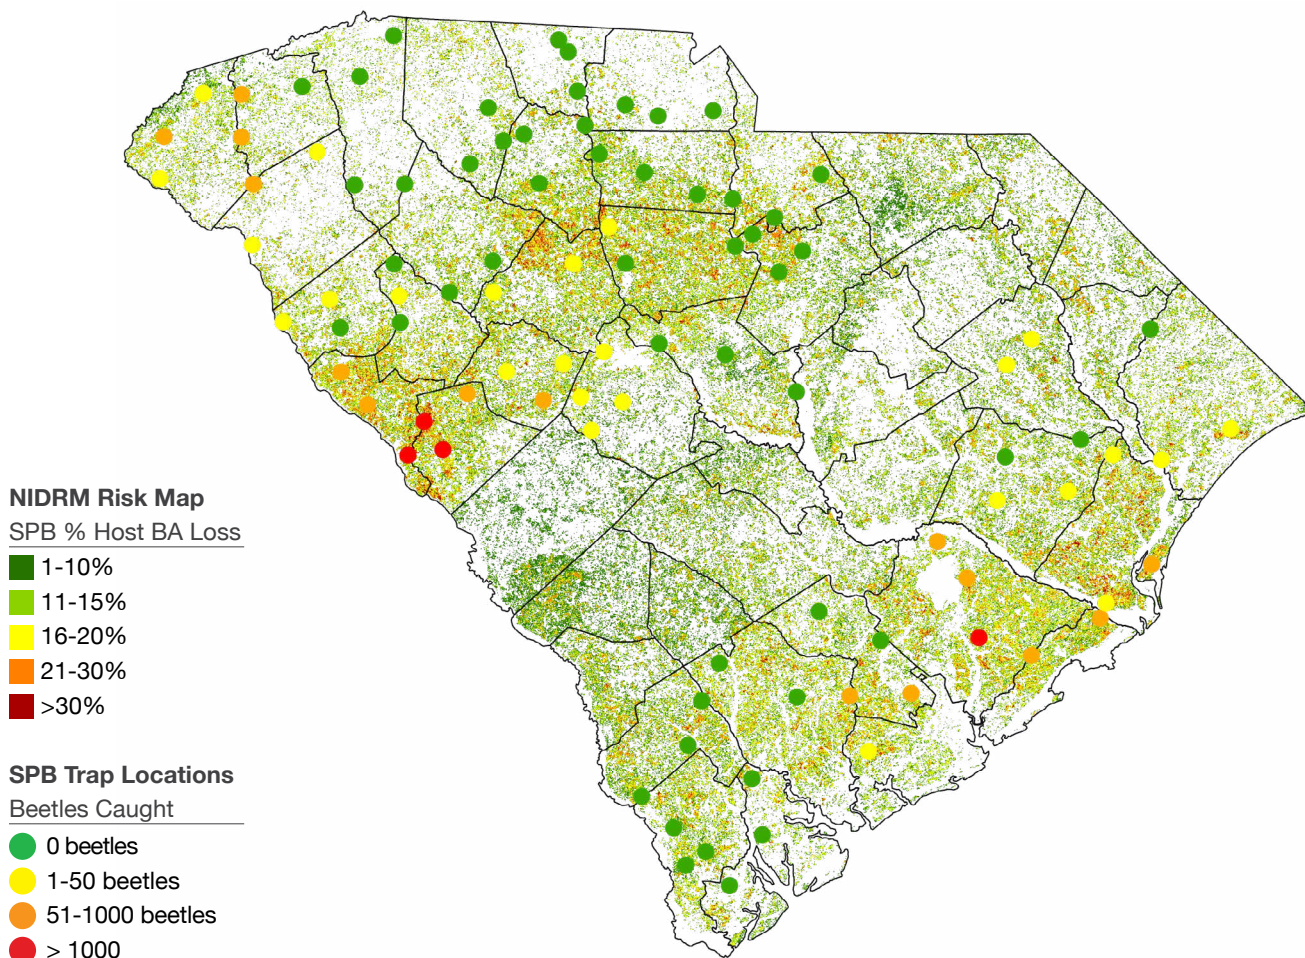 NIDRM Risk Map
SPB % Host BA Loss
1-10%
11-15%
16-20%
21-30%
>30%
SPB Trap Locations
Beetles Caught
0 beetles
1-50 beetles
51-1000 beetles
> 1000